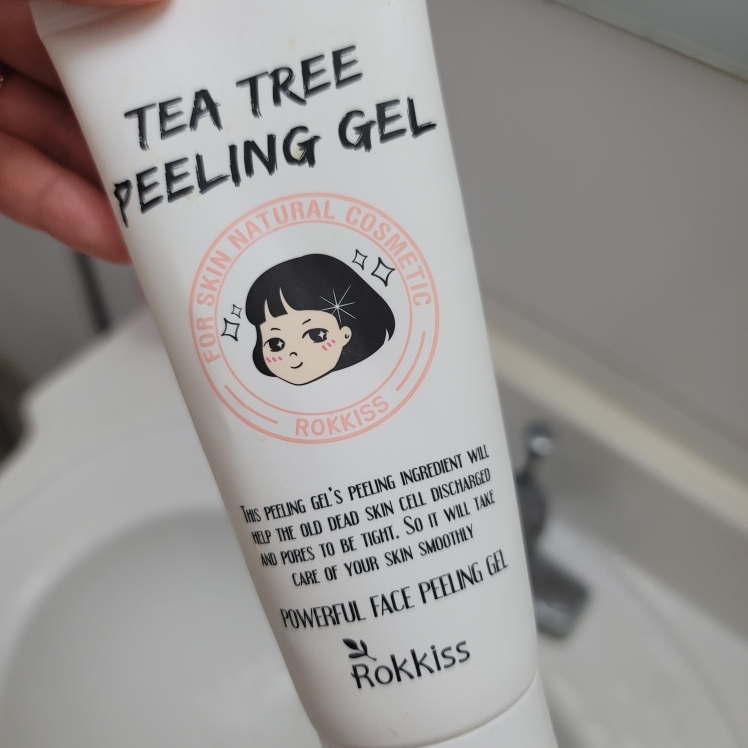 TEA TREE
PEELING GEL
FOR SKIN NATURAL COSMETIC
ROKKISS
THIS PEELING GEL'S PEELING INGREDIENT WILL
HELP THE OLD DEAD SKIN CELL DISCHARGED
AND PORES TO BE TIGHT. SO IT WILL TAKE
CARE OF YOUR SKIN SMOOTHLY
POWERFUL FACE PEELING GEL
Rokkiss